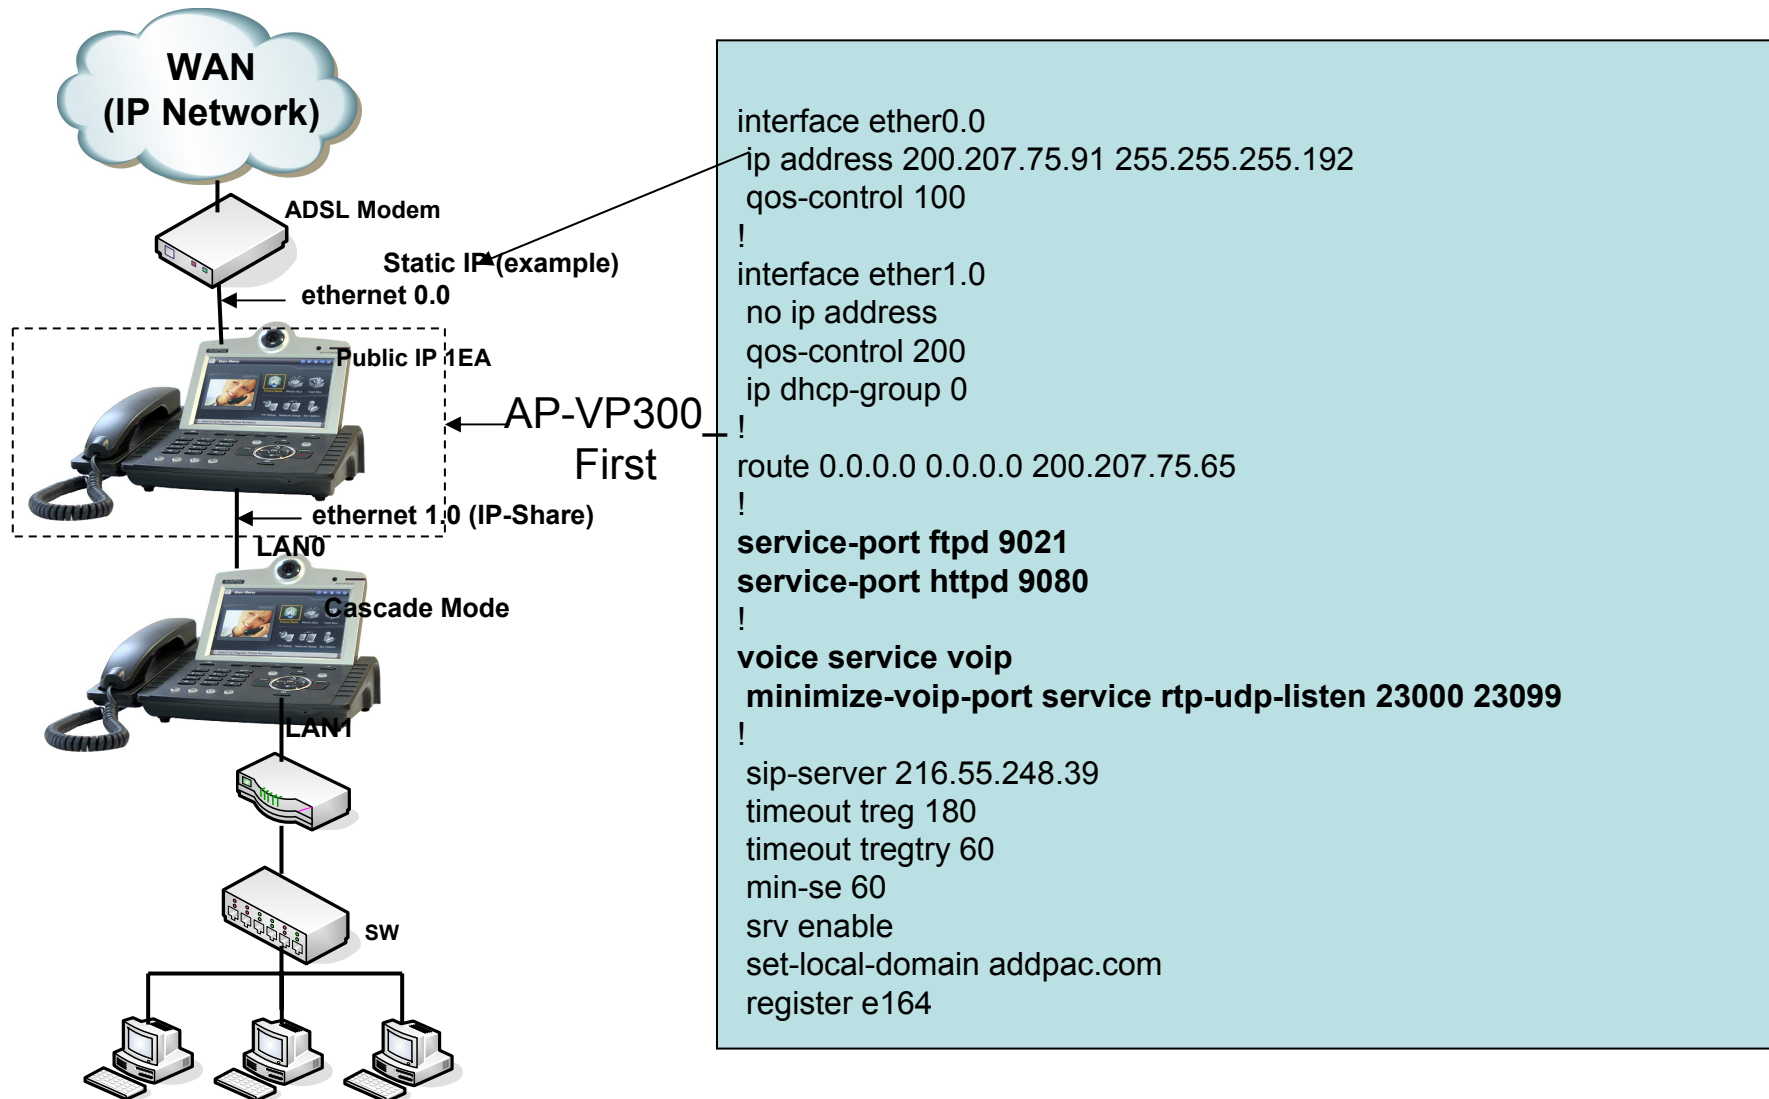 WAN
(IP Network)
ADSL Modem
Static IP (example)
ethernet 0.0
Public IP 1EA
AP-VP300
First
ethernet 1.0 (IP-Share)
LAN0
Cascade Mode
LAN1
SW
interface ether0.0
ip address 200.207.75.91 255.255.255.192
qos-control 100
!
interface ether1.0
no ip address
qos-control 200
ip dhcp-group 0
!
route 0.0.0.0 0.0.0.0 200.207.75.65
!
service-port ftpd 9021
service-port httpd 9080
!
voice service voip
minimize-voip-port service rtp-udp-listen 23000 23099
!
sip-server 216.55.248.39
timeout treg 180
timeout tregtry 60
min-se 60
srv enable
set-local-domain addpac.com
register e164